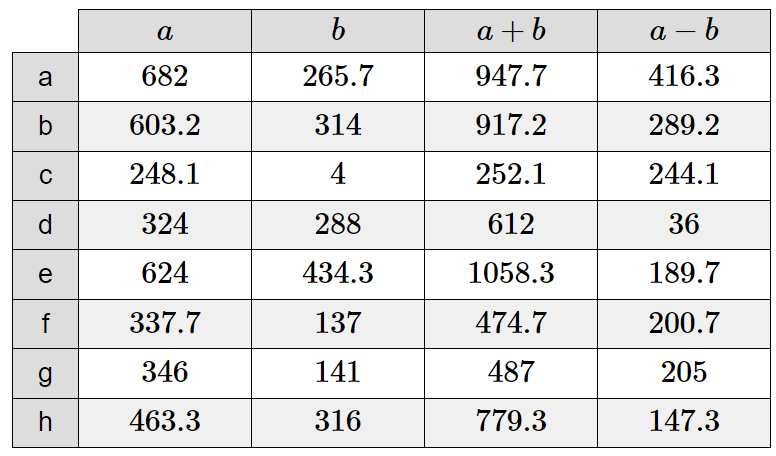 a b a + b a − b
a 682 265.7 947.7 416.3
b 603.2 314 917.2 289.2
c 248.1 4 252.1 244.1
d 324 288 612 36
e 624 434.3 1058.3 189.7
f 337.7 137 474.7 200.7
g 346 141 487 205
h 463.3 316 779.3 147.3